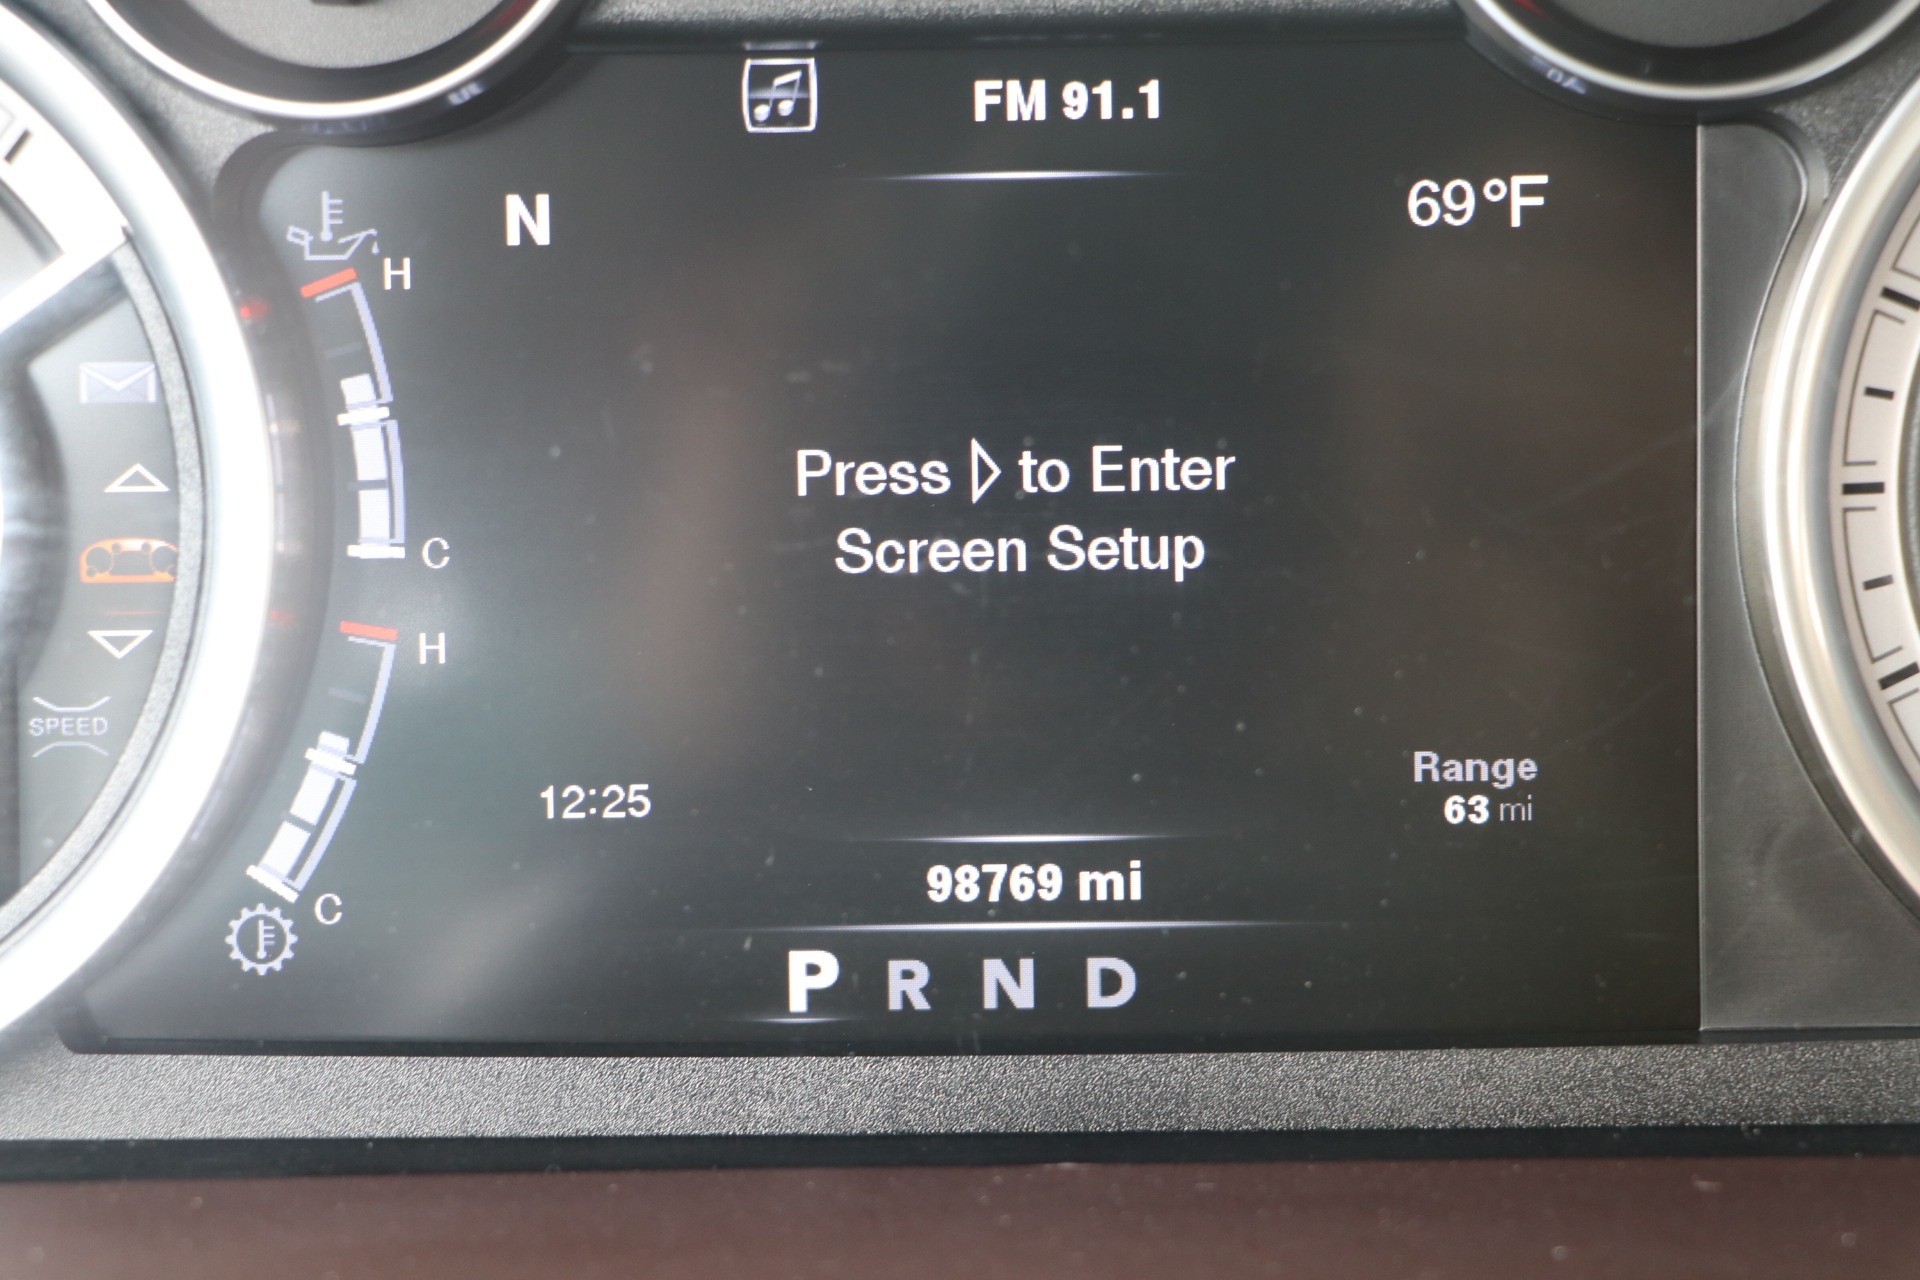 FM 91.1
N
69°F
H
Press ▷ to Enter
Screen Setup
C
H
SPEED
Range
12:25
63 mi
98769 mi
C
P R N D